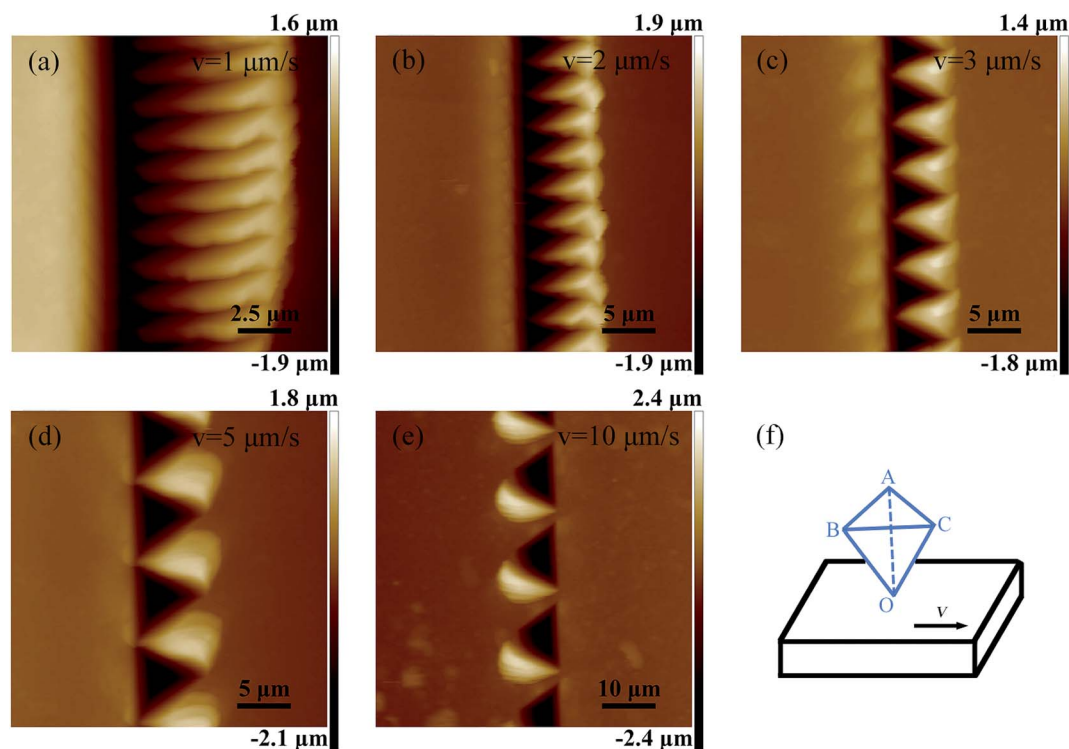 1.6 µm
(a)
v=1 µm/s
2.5 µm
-1.9 µm
1.9 µm
(b)
v=2 µm/s
5 µm
-1.9 µm
1.4 µm
(c)
v=3 µm/s
5 µm
-1.8 µm
1.8 µm
(d)
v=5 µm/s
5 µm
-2.1 µm
2.4 µm
(e)
v=10 µm/s
10 µm
-2.4 µm
(f)
A
B
C
O
v